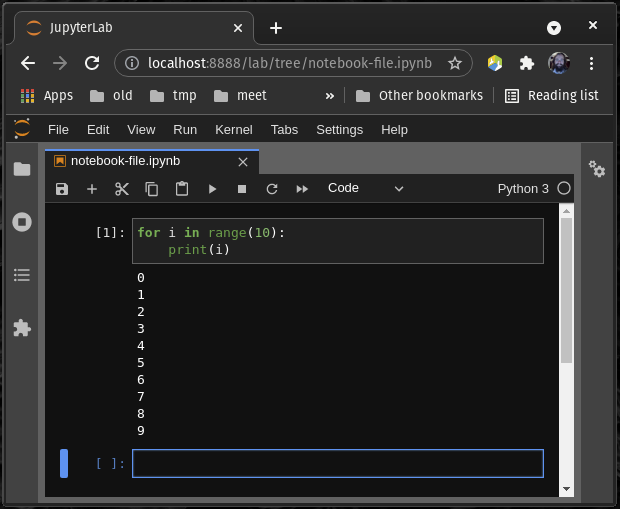 JupyterLab
localhost:8888/lab/tree/notebook-file.ipynb
Apps old tmp meet » Other bookmarks Reading list
File Edit View Run Kernel Tabs Settings Help
notebook-file.ipynb
Code Python 3
[1]: for i in range(10):
print(i)
0
1
2
3
4
5
6
7
8
9
[ ]: